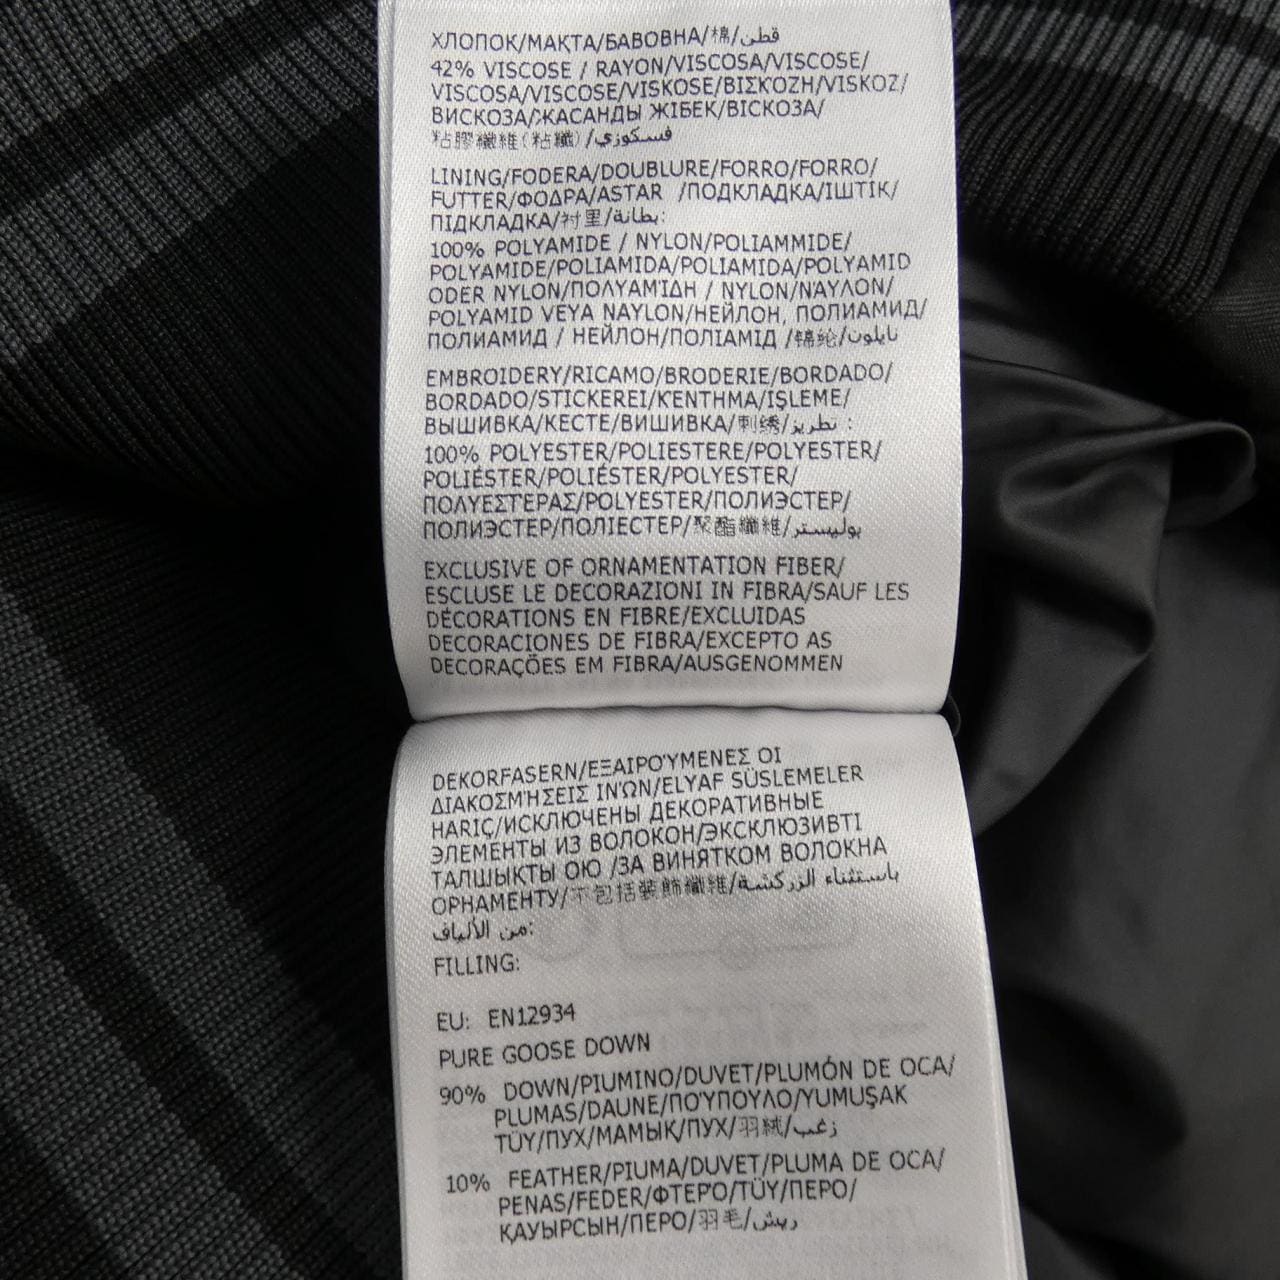 ХЛОПОК/МАҚТА/БАВОВНА/棉/قطن
42% VISCOSE / RAYON/VISCOSA/VISCOSE/
VISCOSA/VISCOSE/VISKOSE/ΒΙΣΚΟΖΗ/VISKOZ/
ВИСКОЗА/ЖАСАНДЫ ЖІБЕК/ВІСКОЗА/
粘膠纖維(粘纖)/فسكوزي
LINING/FODERA/DOUBLURE/FORRO/FORRO/
FUTTER/ΦΟΔΡΑ/ASTAR /ПОДКЛАДКА/ІШТІК/
ПІДКЛАДКА/衬里/بطانة:
100% POLYAMIDE / NYLON/POLIAMMIDE/
POLYAMIDE/POLIAMIDA/POLIAMIDA/POLYAMID
ODER NYLON/ΠΟΛΥΑΜΊΔΗ / NYLON/ΝΑΥΛΟΝ/
POLYAMID VEYA NAYLON/НЕЙЛОН, ПОЛИАМИД/
ПОЛИАМИД / НЕЙЛОН/ПОЛІАМІД /锦纶/نايلون
EMBROIDERY/RICAMO/BRODERIE/BORDADO/
BORDADO/STICKEREI/ΚΕΝΤΗΜΑ/IŞLEME/
ВЫШИВКА/КЕСТЕ/ВИШИВКА/刺绣/تطريز :
100% POLYESTER/POLIESTERE/POLYESTER/
POLIÉSTER/POLIÉSTER/POLYESTER/
ΠΟΛΥΕΣΤΕΡΑΣ/POLYESTER/ПОЛИЭСТЕР/
ПОЛИЭСТЕР/ПОЛІЕСТЕР/聚酯纖維/بوليستر
EXCLUSIVE OF ORNAMENTATION FIBER/
ESCLUSE LE DECORAZIONI IN FIBRA/SAUF LES
DÉCORATIONS EN FIBRE/EXCLUIDAS
DECORACIONES DE FIBRA/EXCEPTO AS
DECORAÇÕES EM FIBRA/AUSGENOMMEN
DEKORFASERN/ΕΞΑΙΡΟΎΜΕΝΕΣ ΟΙ
ΔΙΑΚΟΣΜΉΣΕΙΣ ΙΝΏΝ/ELYAF SÜSLEMELER
HARIÇ/ИСКЛЮЧЕНЫ ДЕКОРАТИВНЫЕ
ЭЛЕМЕНТЫ ИЗ ВОЛОКОН/ЭКСКЛЮЗИВТІ
ТАЛШЫҚТЫ ОЮ /ЗА ВИНЯТКОМ ВОЛОКНА
ОРНАМЕНТУ/不包括装飾纖維/باستثناء الزركشة
من الألياف:
FILLING:
EU: EN12934
PURE GOOSE DOWN
90% DOWN/PIUMINO/DUVET/PLUMÓN DE OCA/
PLUMAS/DAUNE/ΠΟΎΠΟΥΛΟ/YUMUŞAK
TÜY/ПУХ/МАМЫҚ/ПУХ/羽絨/زغب
10% FEATHER/PIUMA/DUVET/PLUMA DE OCA/
PENAS/FEDER/ΦΤΕΡΌ/TÜY/ПЕРО/
ҚАУЫРСЫН/ПЕРО/羽毛/ريش